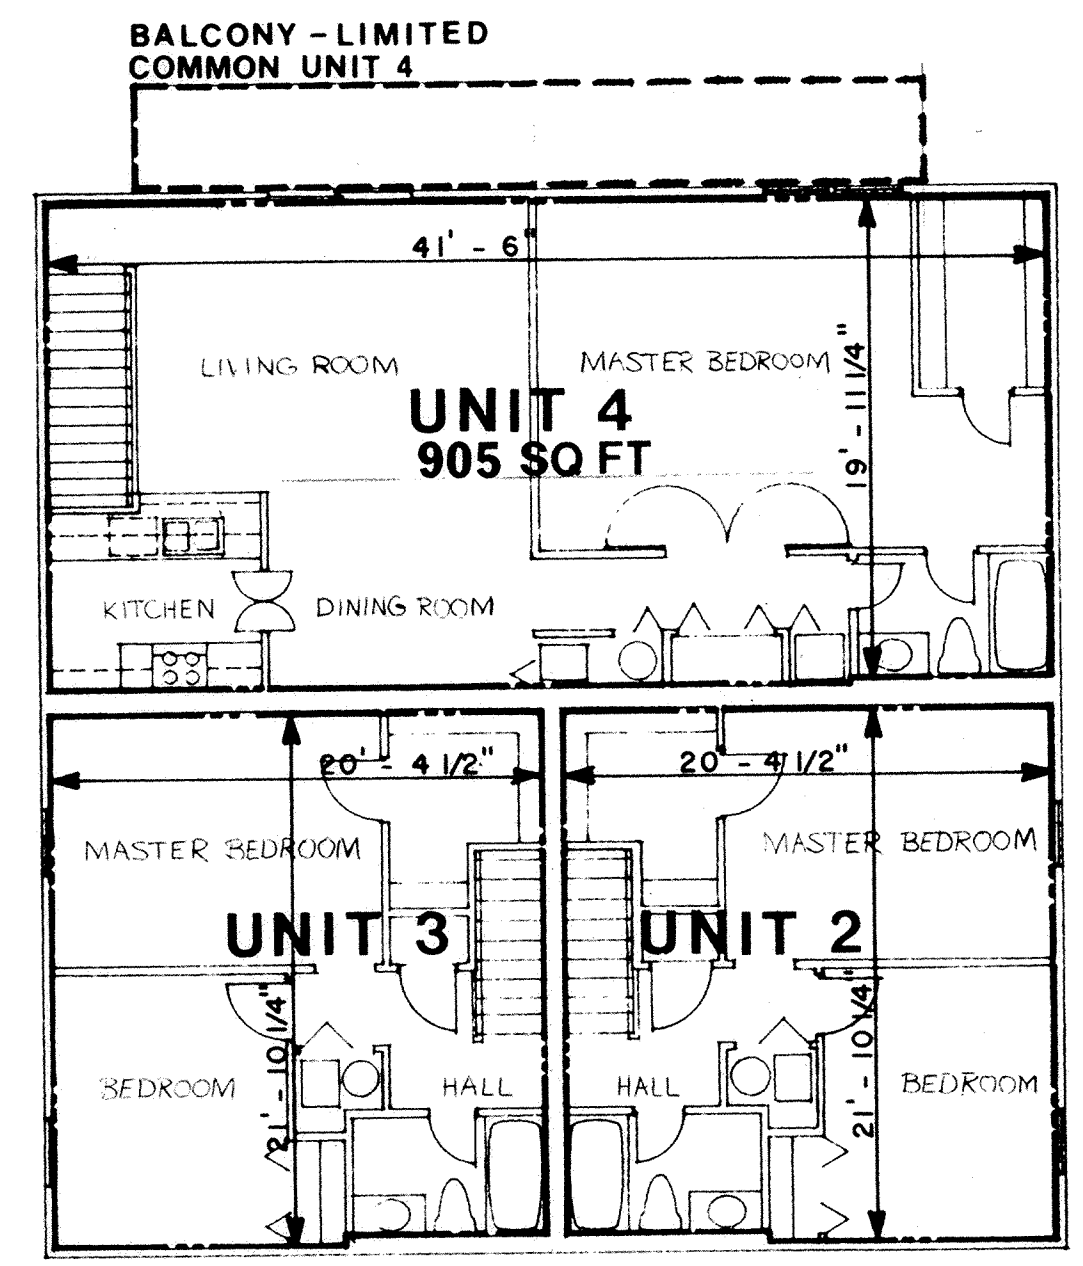 BALCONY - LIMITED
COMMON UNIT 4
41' - 6"
LIVING ROOM
MASTER BEDROOM
19' - 11 1/4"
UNIT 4
905 SQ FT
KITCHEN
DINING ROOM
20' - 4 1/2"
20' - 4 1/2"
MASTER BEDROOM
MASTER BEDROOM
UNIT 3
UNIT 2
21' - 10 1/4"
21' - 10 1/4"
BEDROOM
HALL
HALL
BEDROOM